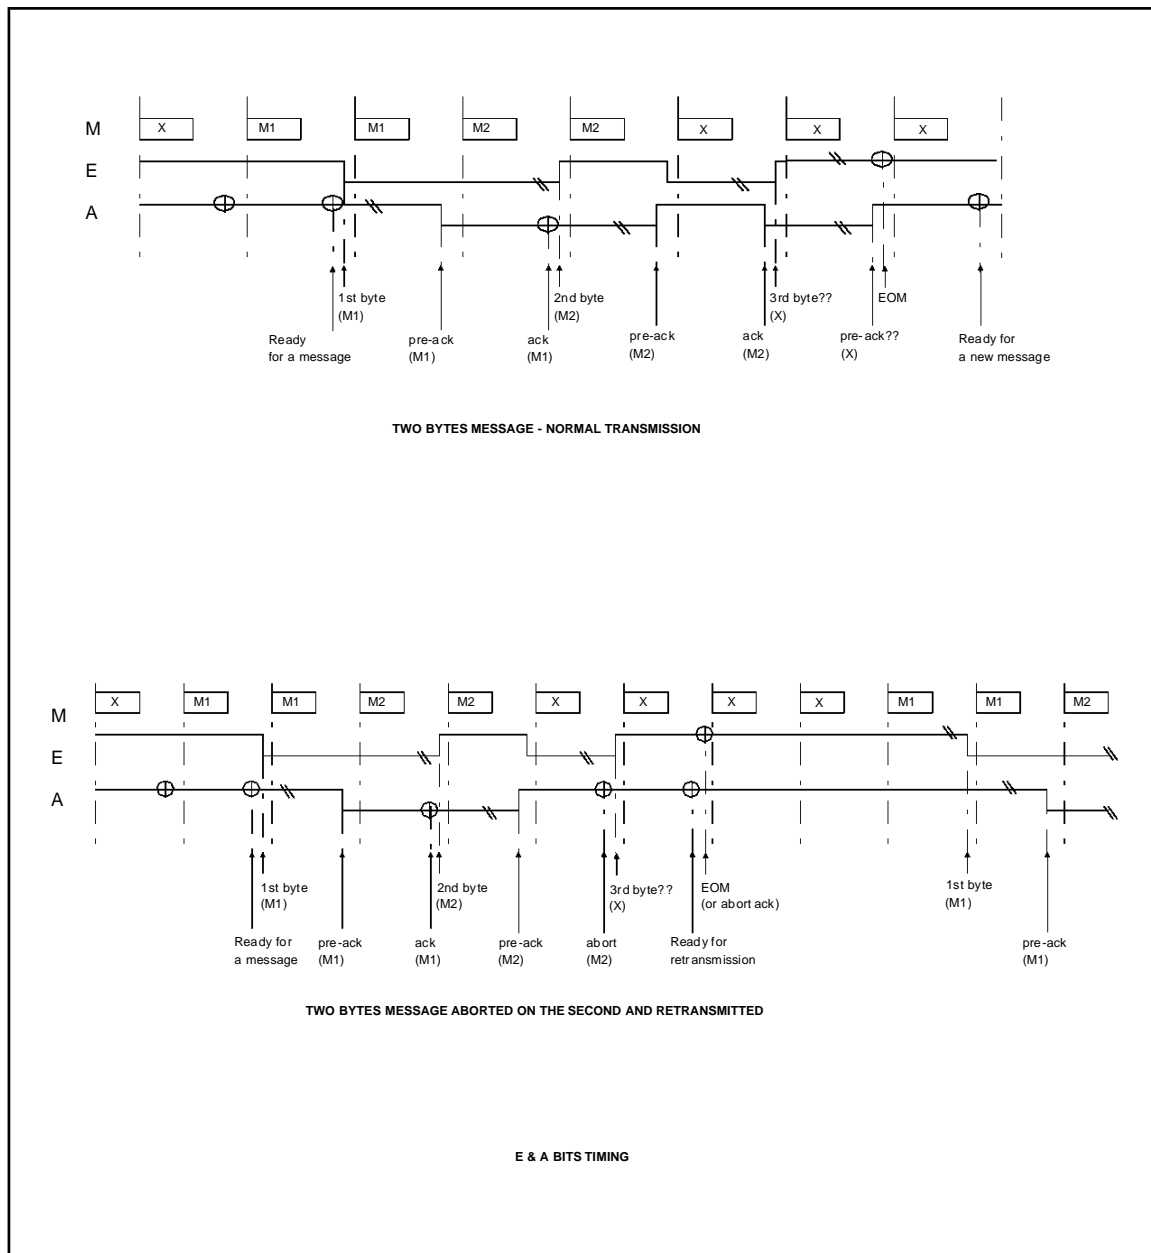 M
X
M1
M1
M2
M2
X
X
X
E
A
1st byte
(M1)
2nd byte
(M2)
3rd byte??
(X)
EOM
Ready
for a message
pre-ack
(M1)
ack
(M1)
pre-ack
(M2)
ack
(M2)
pre-ack??
(X)
Ready for
a new message
TWO BYTES MESSAGE - NORMAL TRANSMISSION
X
M1
M1
M2
M2
X
X
X
X
M1
M1
M2
M
E
A
1st byte
(M1)
2nd byte
(M2)
3rd byte??
(X)
EOM
(or abort ack)
1st byte
(M1)
Ready for
a message
pre-ack
(M1)
ack
(M1)
pre-ack
(M2)
abort
(M2)
Ready for
retransmission
pre-ack
(M1)
TWO BYTES MESSAGE ABORTED ON THE SECOND AND RETRANSMITTED
E & A BITS TIMING